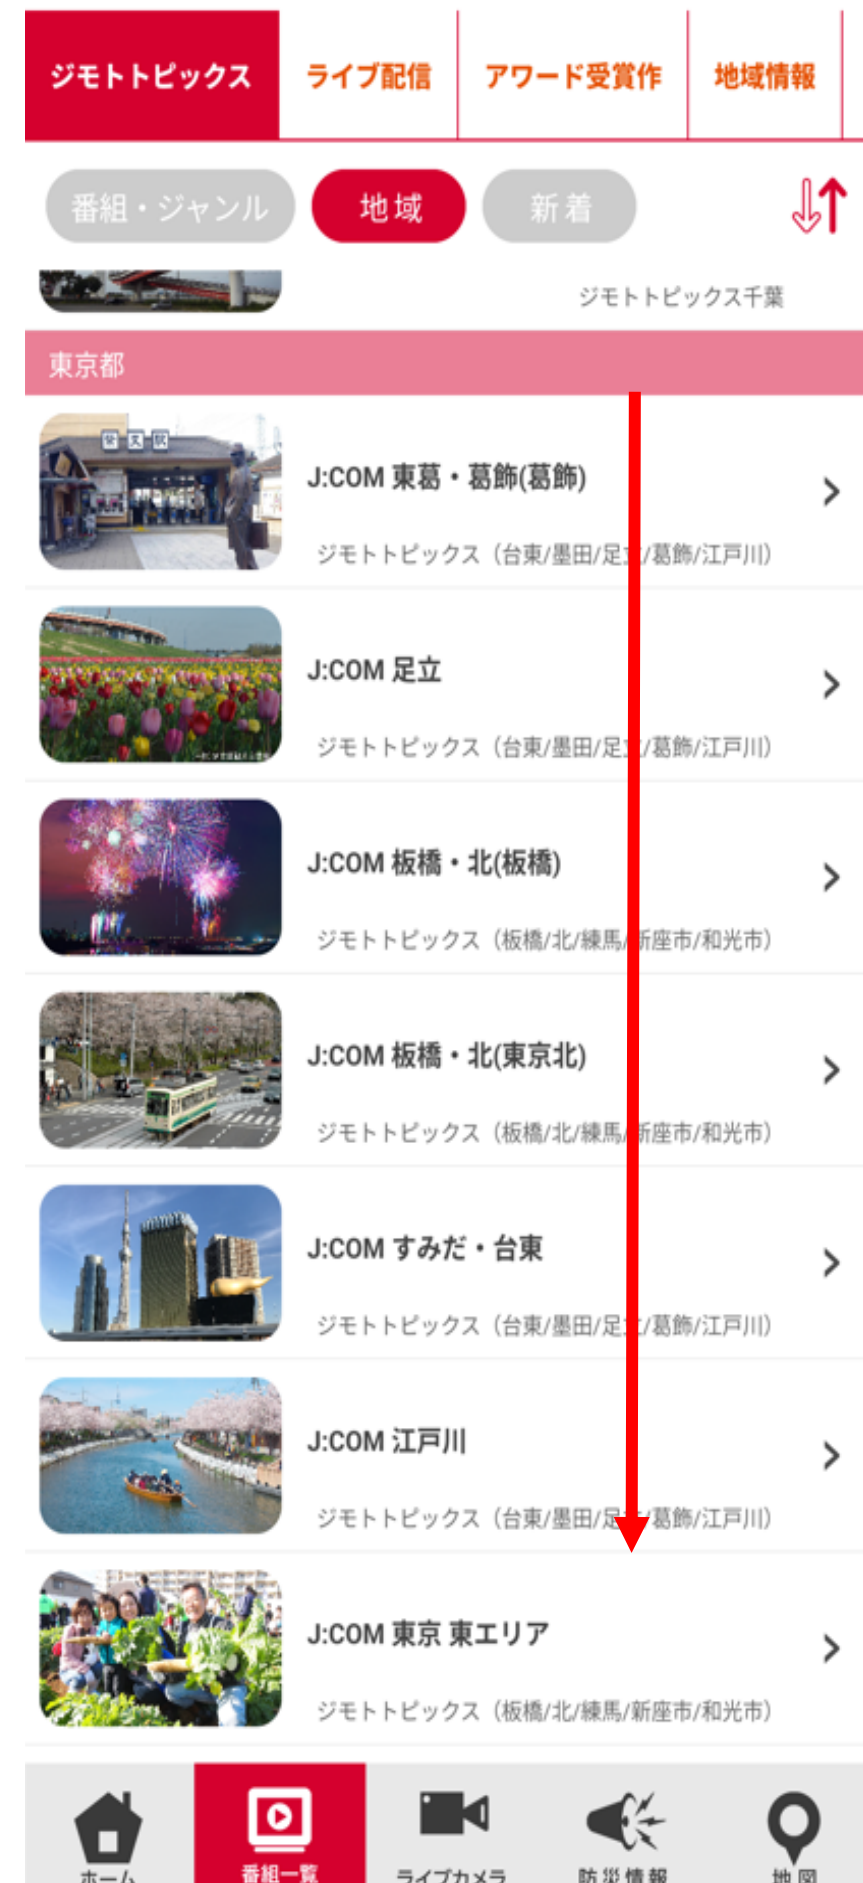 ジモトトピックス
ライブ配信
アワード受賞作
地域情報
番組・ジャンル
地域
新着
ジモトトピックス千葉
東京都
柴又駅
J:COM 東葛・葛飾(葛飾)
ジモトトピックス（台東/墨田/足立/葛飾/江戸川）
J:COM 足立
ジモトトピックス（台東/墨田/足立/葛飾/江戸川）
J:COM 板橋・北(板橋)
ジモトトピックス（板橋/北/練馬/新座市/和光市）
J:COM 板橋・北(東京北)
ジモトトピックス（板橋/北/練馬/新座市/和光市）
J:COM すみだ・台東
ジモトトピックス（台東/墨田/足立/葛飾/江戸川）
J:COM 江戸川
ジモトトピックス（台東/墨田/足立/葛飾/江戸川）
J:COM 東京 東エリア
ジモトトピックス（板橋/北/練馬/新座市/和光市）
ホーム
番組一覧
ライブカメラ
防災情報
地図